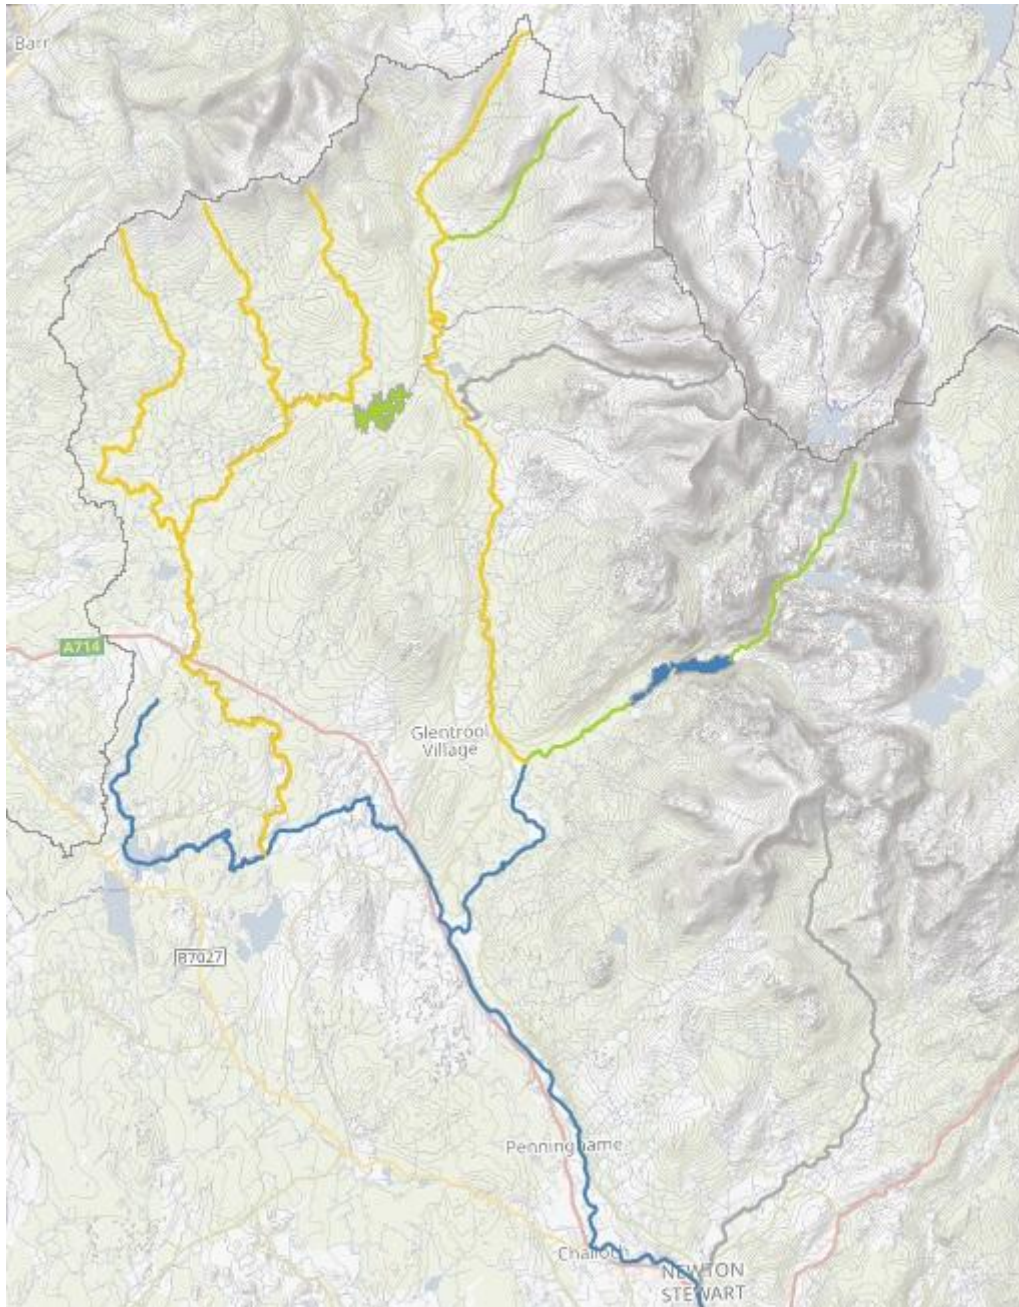 Barr
A714
Glentrool
Village
B7027
Penninghame
Challoch
NEWTON
STEWART